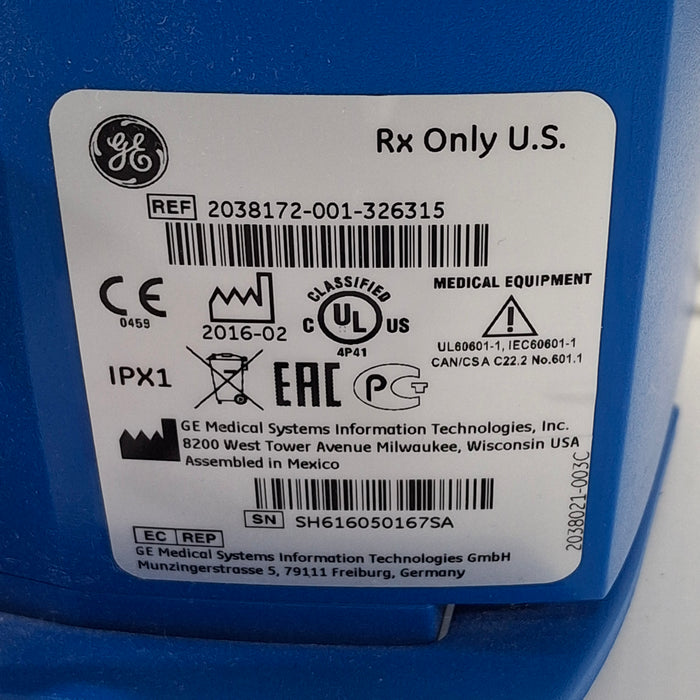 GE
Rx Only U.S.
REF 2038172-001-326315
CE
0459
2016-02
CLASSIFIED
C UL US
4P41
MEDICAL EQUIPMENT
UL60601-1, IEC60601-1
CAN/CSA C22.2 No.601.1
IPX1
EAC
PCT
GE Medical Systems Information Technologies, Inc.
8200 West Tower Avenue Milwaukee, Wisconsin USA
Assembled in Mexico
SN SH616050167SA
EC REP
GE Medical Systems Information Technologies GmbH
Munzingerstrasse 5, 79111 Freiburg, Germany
2038021-003C